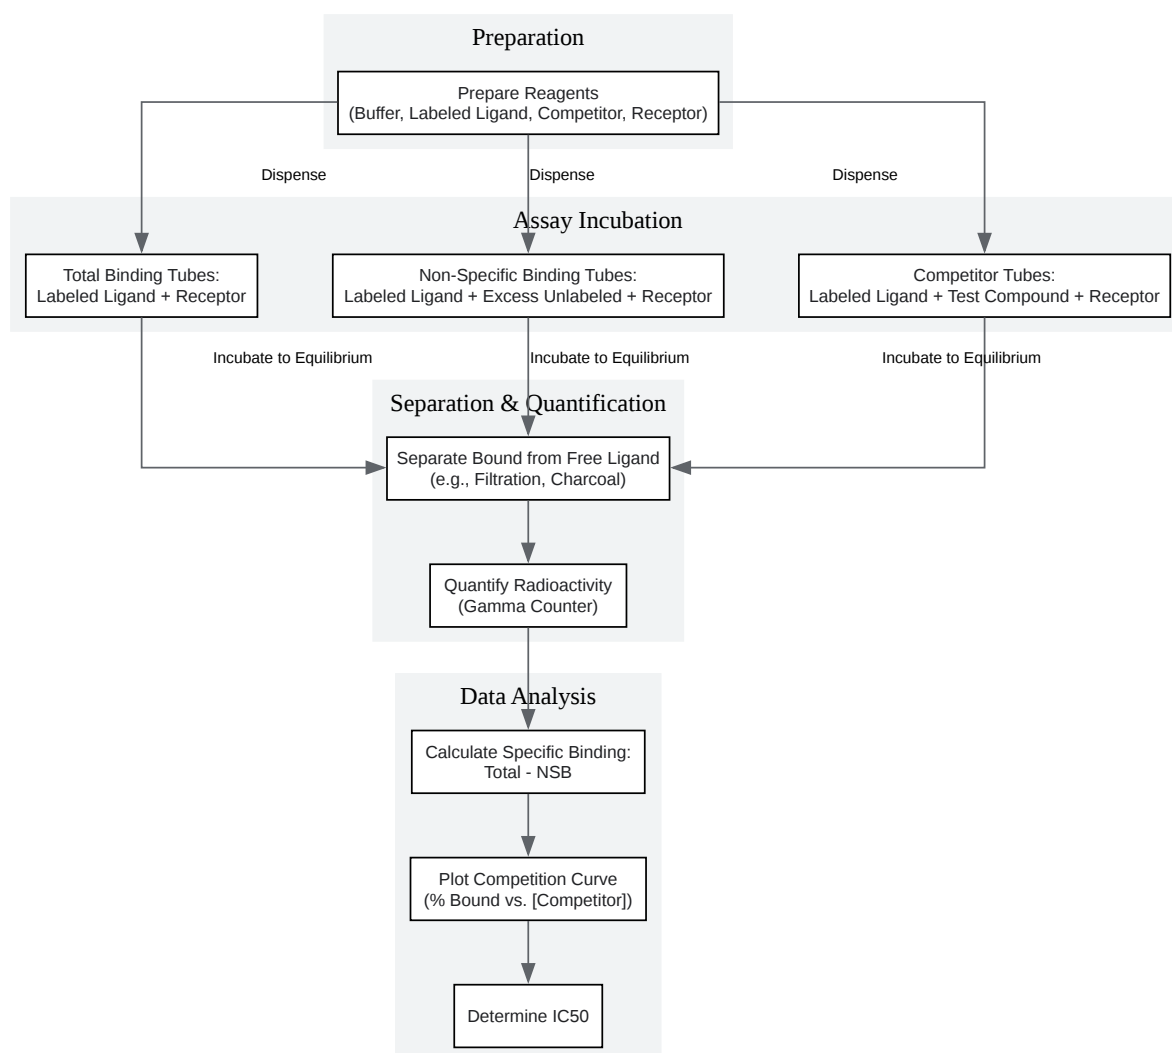 Preparation
Prepare Reagents
(Buffer, Labeled Ligand, Competitor, Receptor)
Dispense
Dispense
Dispense
Assay Incubation
Total Binding Tubes:
Labeled Ligand + Receptor
Non-Specific Binding Tubes:
Labeled Ligand + Excess Unlabeled + Receptor
Competitor Tubes:
Labeled Ligand + Test Compound + Receptor
Incubate to Equilibrium
Incubate to Equilibrium
Incubate to Equilibrium
Separation & Quantification
Separate Bound from Free Ligand
(e.g., Filtration, Charcoal)
Quantify Radioactivity
(Gamma Counter)
Data Analysis
Calculate Specific Binding:
Total - NSB
Plot Competition Curve
(% Bound vs. [Competitor])
Determine IC50